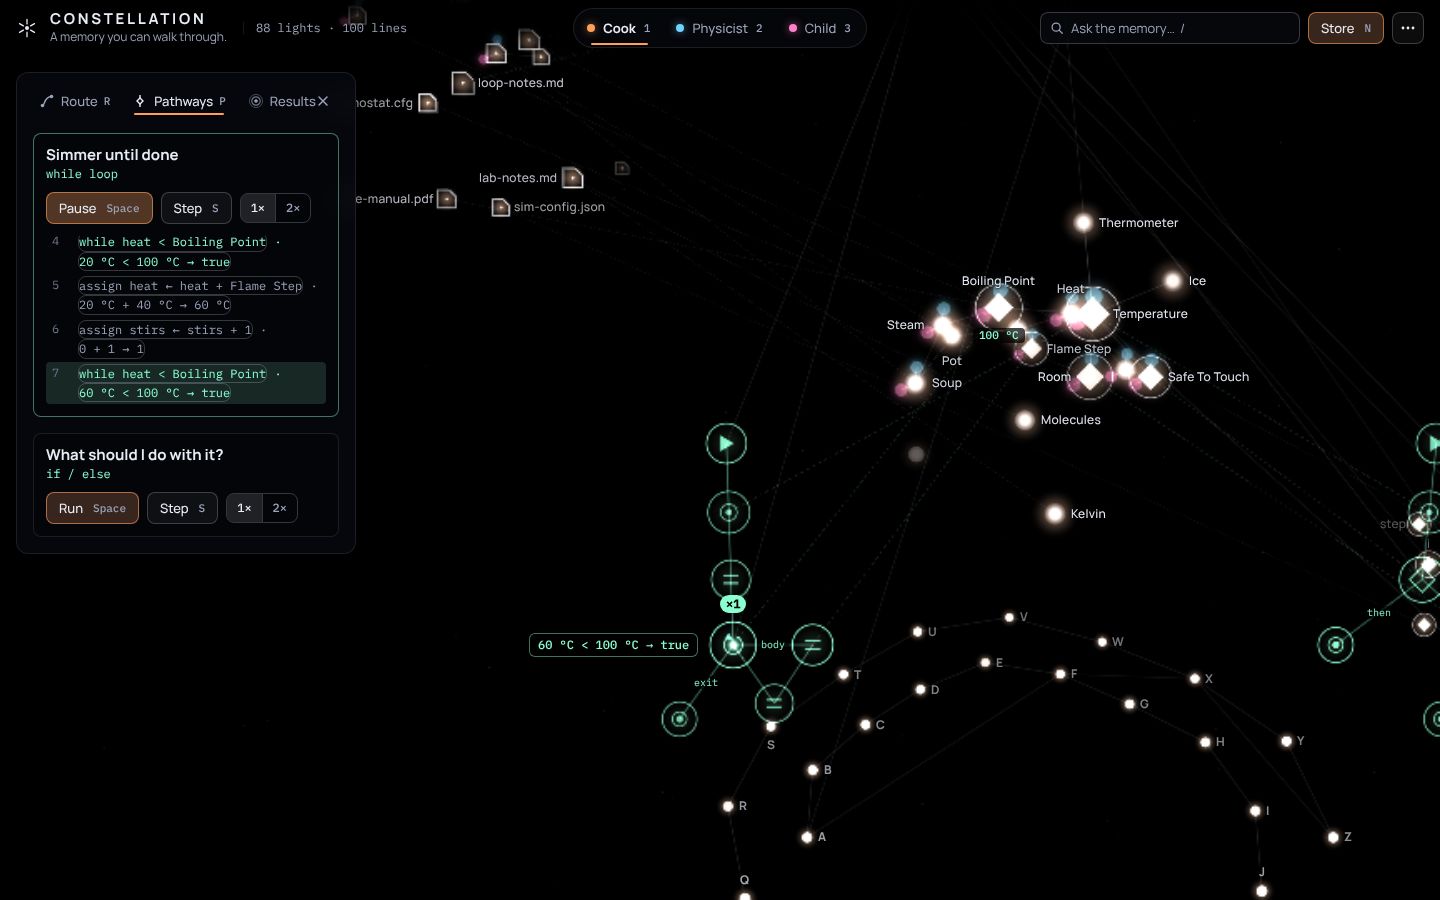 CONSTELLATION
A memory you can walk through.
88 lights · 100 lines
Cook 1
Physicist 2
Child 3
Ask the memory… /
Store N
Route R
Pathways P
Results
Simmer until done
while loop
Pause Space
Step S
1×
2×
4 while heat < Boiling Point ·
20 °C < 100 °C → true
5 assign heat ← heat + Flame Step ·
20 °C + 40 °C → 60 °C
6 assign stirs ← stirs + 1 ·
0 + 1 → 1
7 while heat < Boiling Point ·
60 °C < 100 °C → true
What should I do with it?
if / else
Run Space
Step S
1×
2×
loop-notes.md
nostat.cfg
lab-notes.md
e-manual.pdf
sim-config.json
Thermometer
Boiling Point
Ice
Heat
Steam
Temperature
100 °C
Flame Step
Pot
Room
Safe To Touch
Soup
Molecules
Kelvin
step
×1
then
60 °C < 100 °C → true
body
exit
U
V
W
T
E
F
X
D
G
C
S
H
Y
B
R
I
A
Z
Q
J